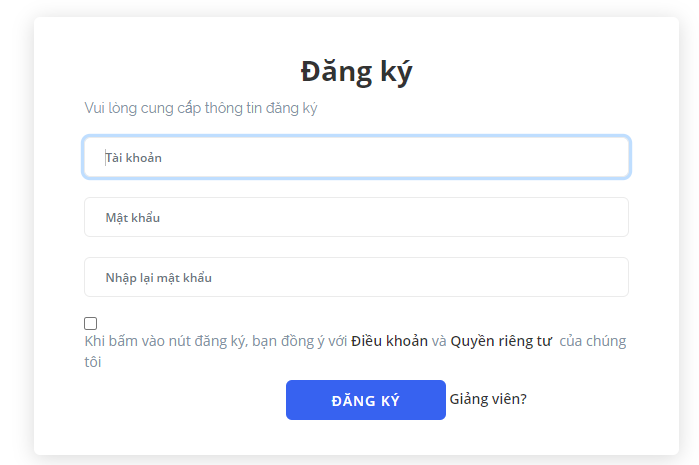 Đăng ký
Vui lòng cung cấp thông tin đăng ký
Tài khoản
Mật khẩu
Nhập lại mật khẩu
Khi bấm vào nút đăng ký, bạn đồng ý với Điều khoản và Quyền riêng tư của chúng
tôi
ĐĂNG KÝ Giảng viên?